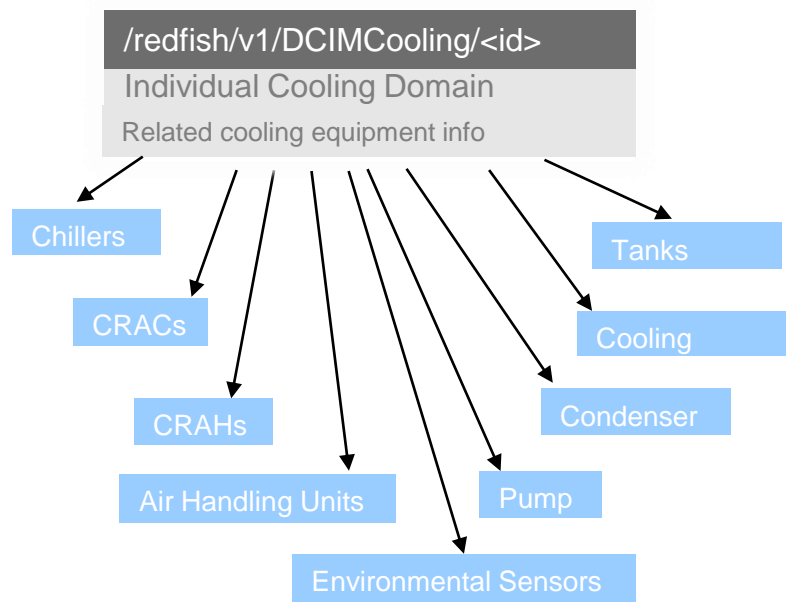 /redfish/v1/DCIMCooling/<id>
Individual Cooling Domain
Related cooling equipment info
Chillers
Tanks
CRACs
Cooling
CRAHs
Condenser
Air Handling Units
Pump
Environmental Sensors